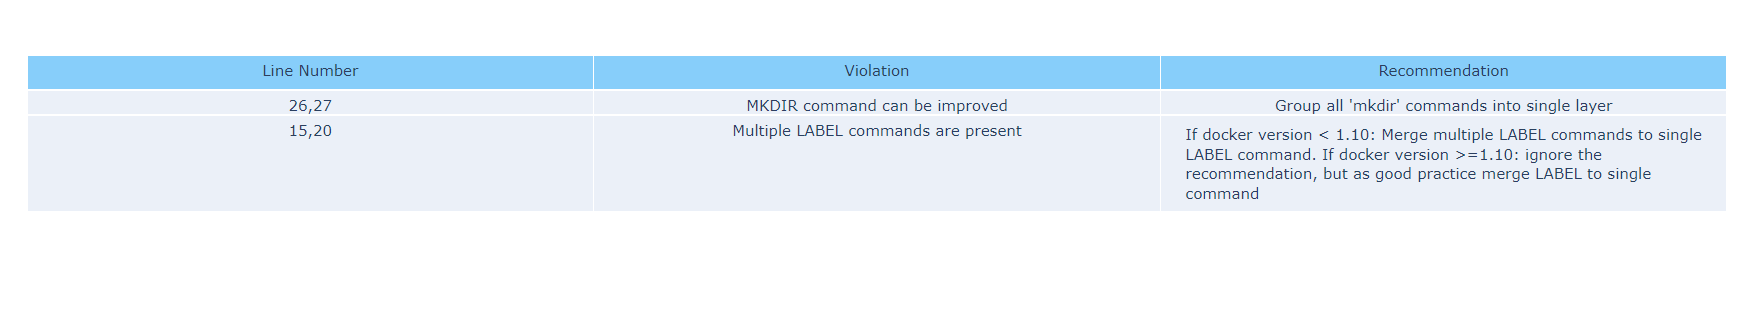 Line Number Violation Recommendation
26,27 MKDIR command can be improved Group all 'mkdir' commands into single layer
15,20 Multiple LABEL commands are present If docker version < 1.10: Merge multiple LABEL commands to single
LABEL command. If docker version >=1.10: ignore the
recommendation, but as good practice merge LABEL to single
command